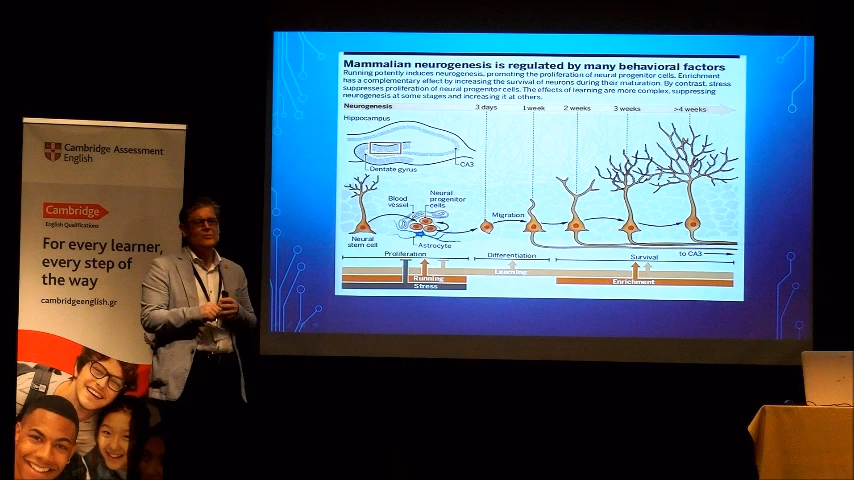 Cambridge Assessment
English
Cambridge
English Qualifications
For every learner,
every step of
the way
cambridgeenglish.gr
Mammalian neurogenesis is regulated by many behavioral factors
Running potently induces neurogenesis, promoting the proliferation of neural progenitor cells. Enrichment
has a complementary effect by increasing the survival of neurons during their maturation. By contrast, stress
suppresses proliferation of neural progenitor cells. The effects of learning are more complex, suppressing
neurogenesis at some stages and increasing it at others.
Neurogenesis
3 days
1 week
2 weeks
3 weeks
>4 weeks
Hippocampus
CA3
Dentate gyrus
Blood
vessel
Neural
progenitor
cells
Migration
Neural
stem cell
Astrocyte
to CA3
Proliferation
Differentiation
Survival
Learning
Running
Enrichment
Stress